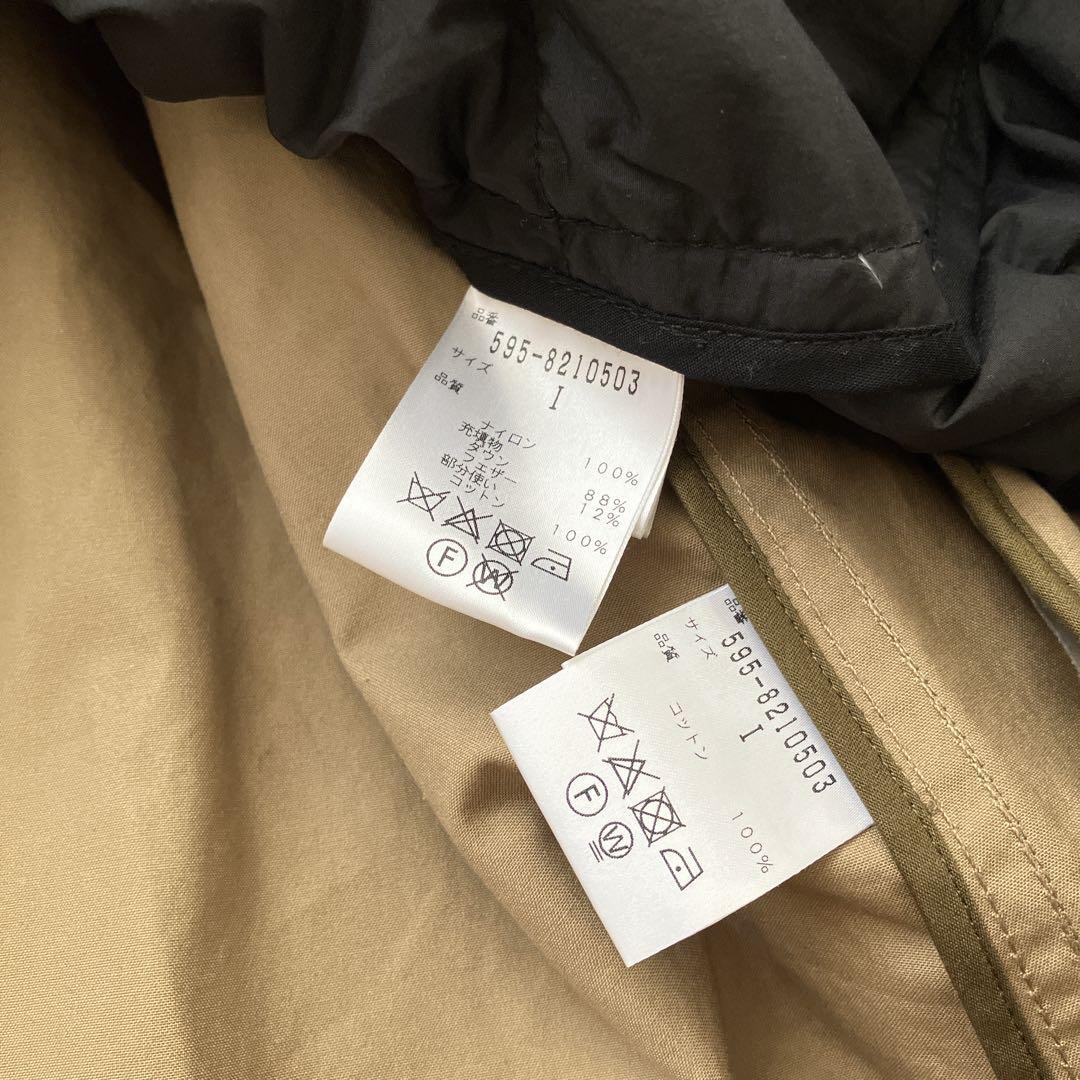 品番
595-8210503
サイズ
I
品質
ナイロン 100%
充填物
ダウン 88%
フェザー 12%
部分使い
コットン 100%
F W
品番
595-8210503
サイズ
I
品質
コットン 100%
F W